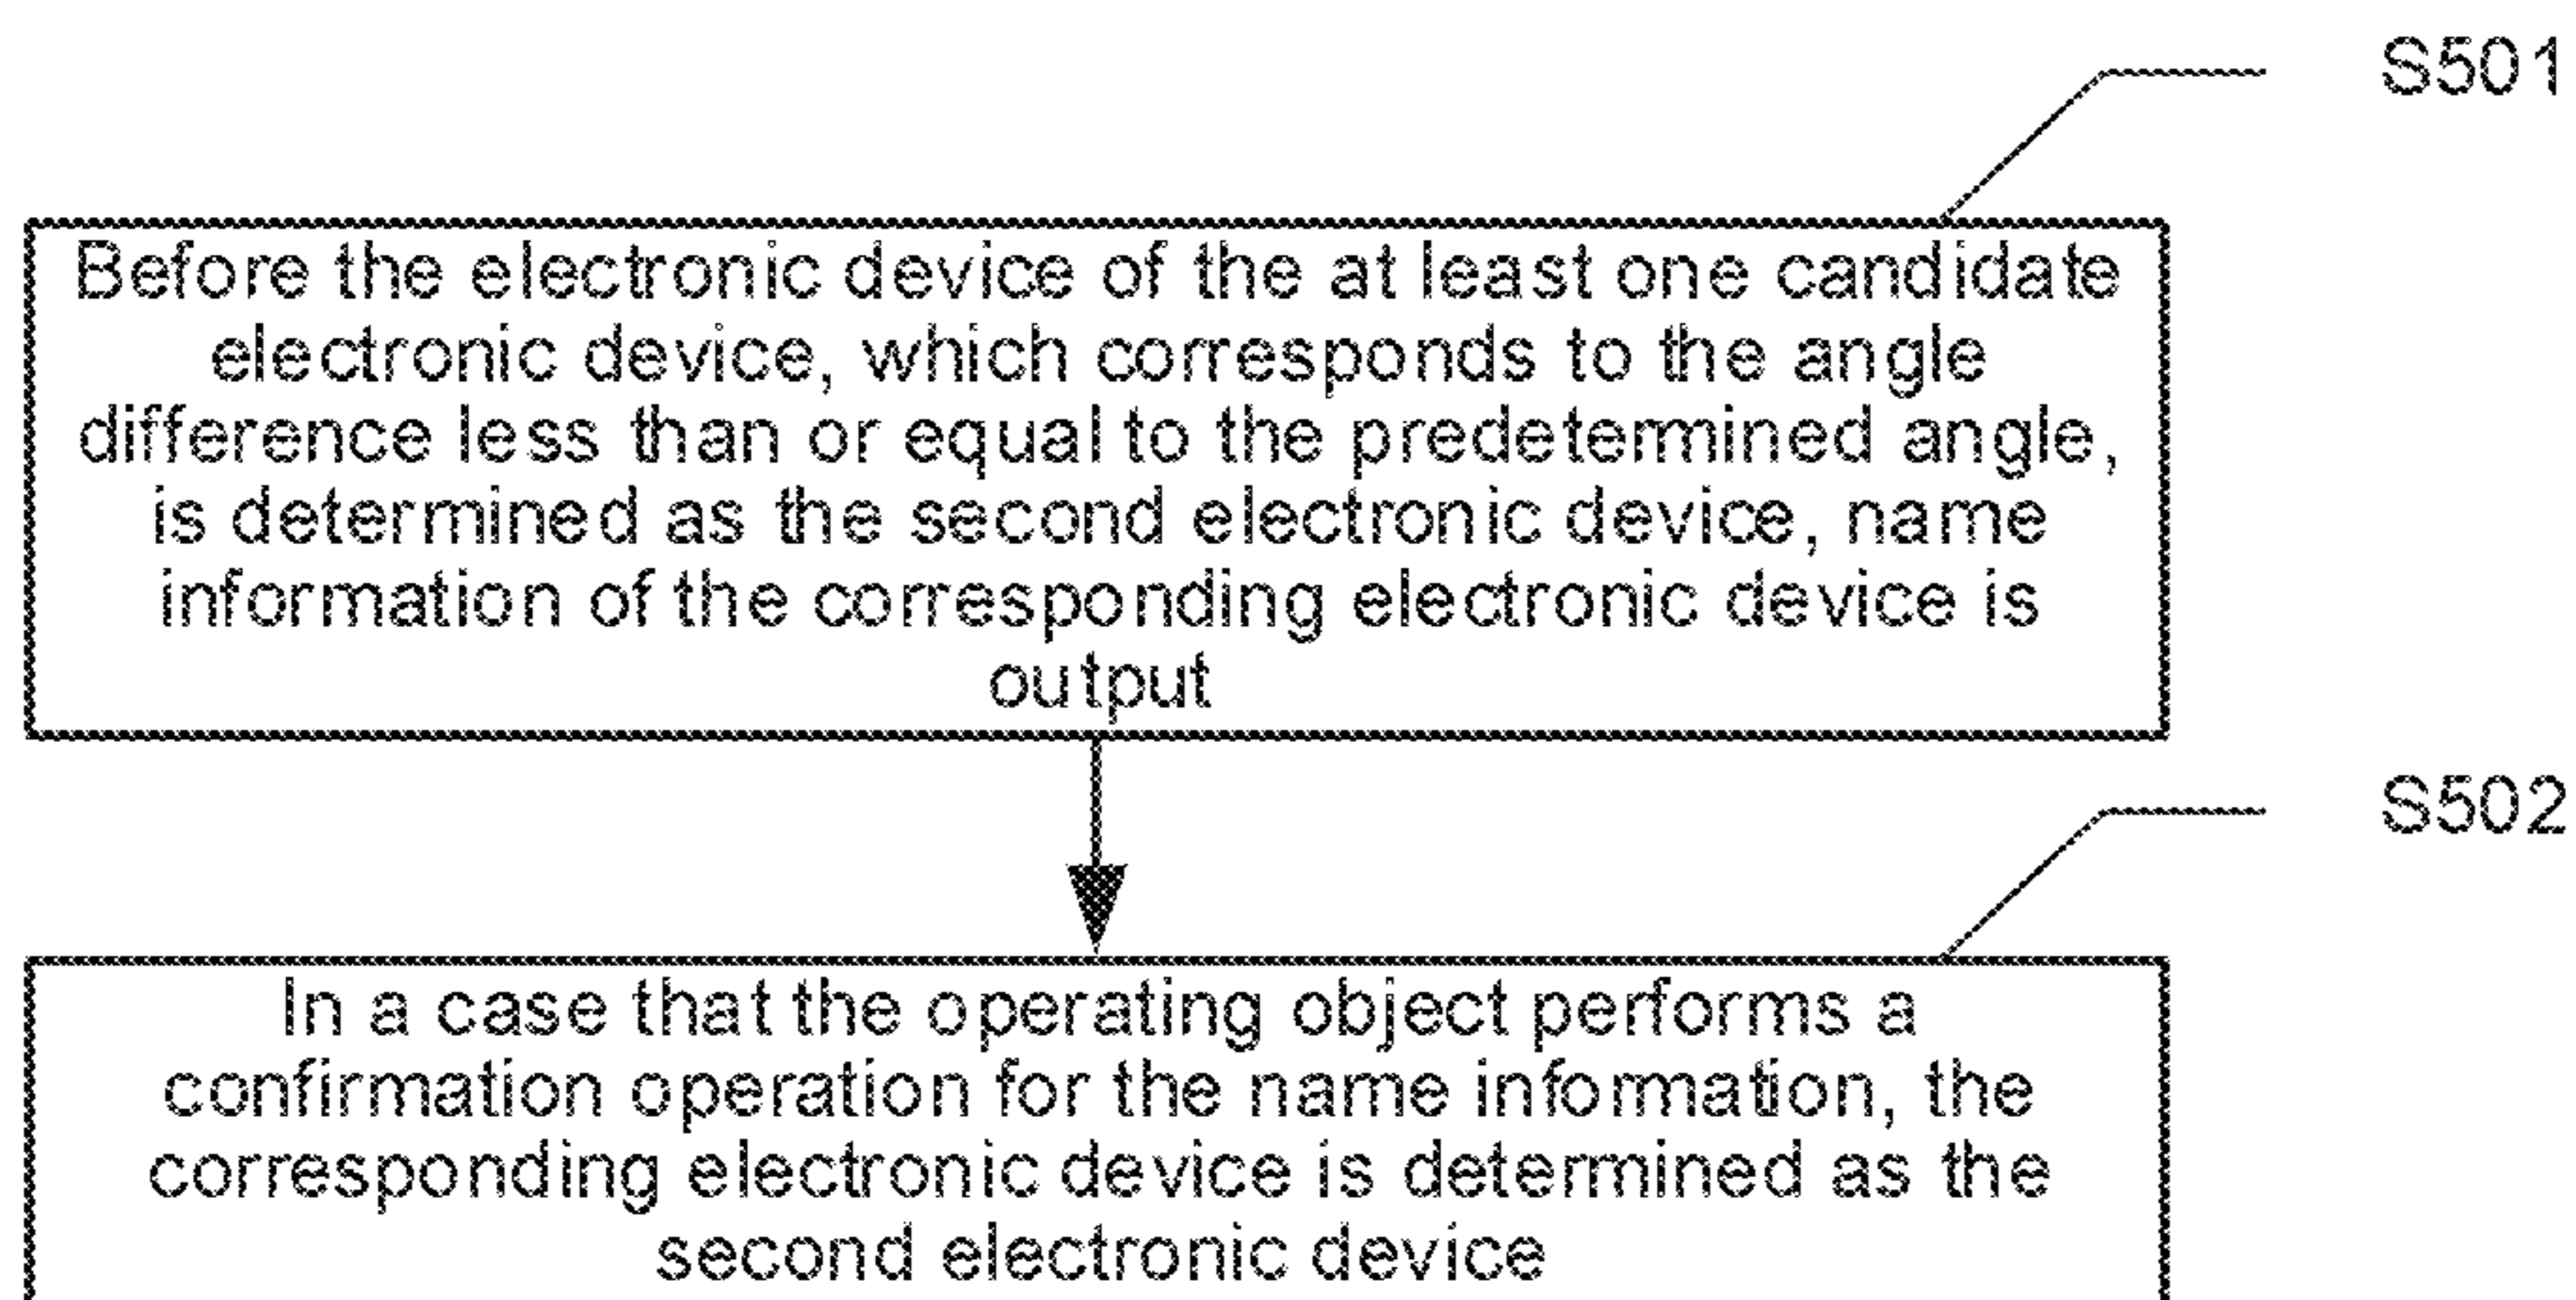 S501
Before the electronic device of the at least one candidate
electronic device, which corresponds to the angle
difference less than or equal to the predetermined angle,
is determined as the second electronic device, name
information of the corresponding electronic device is
output
S502
In a case that the operating object performs a
confirmation operation for the name information, the
corresponding electronic device is determined as the
second electronic device